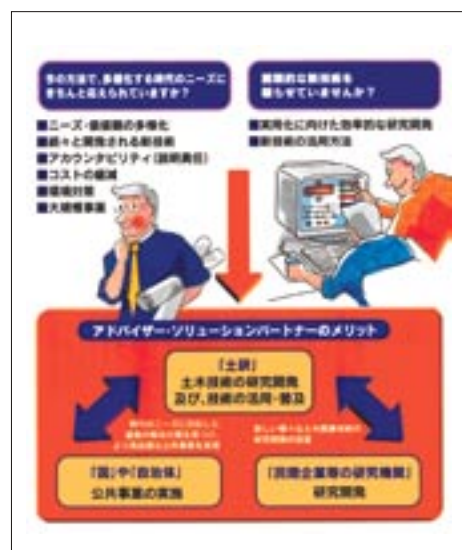 今の方法で、多様化する時代のニーズに
きちんと応えられていますか？
ニーズ・価値観の多様化
続々と開発される新技術
アカウンタビリティ（説明責任）
コストの縮減
環境対策
大規模事業
新技術を
眠らせていませんか？
実用化に向けた効率的な研究開発
新技術の活用方法
アドバイザー・ソリューションパートナーのメリット
「土研」
土木技術の研究開発
及び、技術の活用・普及
「国」や「自治体」
公共事業の実施
「民間企業等の研究機関」
研究開発